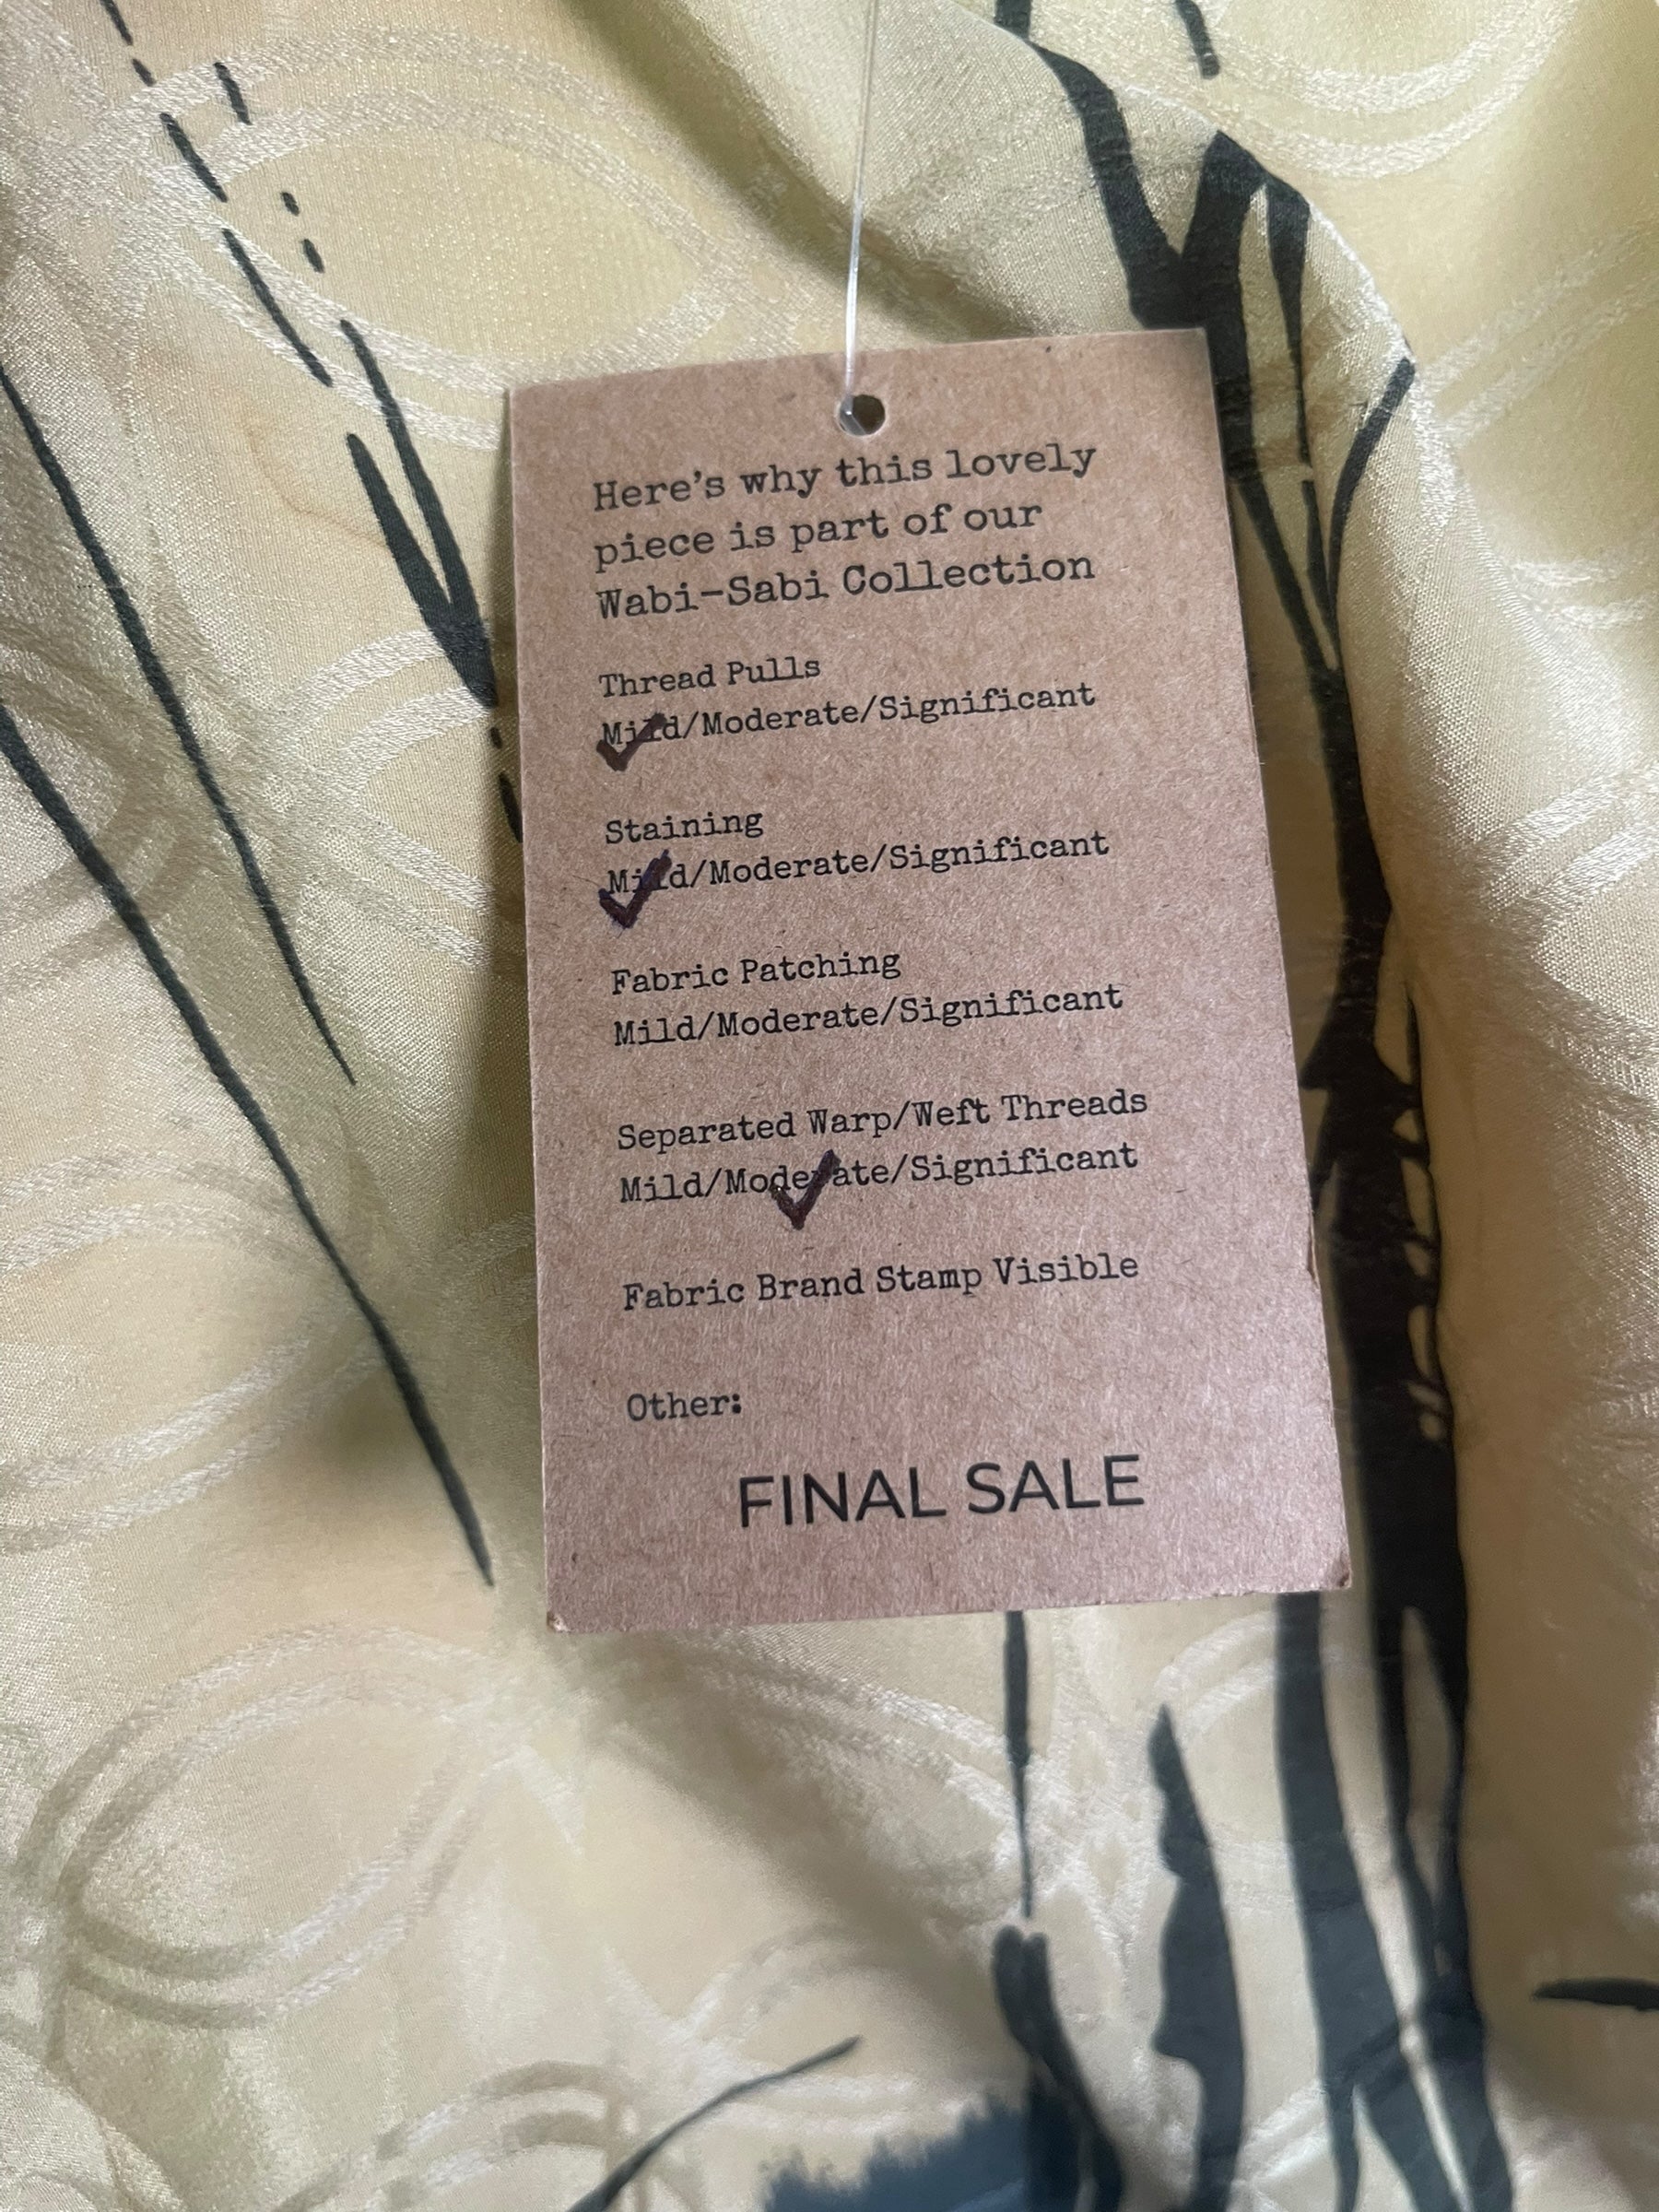 Here's why this lovely
piece is part of our
Wabi-Sabi Collection
Thread Pulls
Mild/Moderate/Significant
Staining
Mild/Moderate/Significant
Fabric Patching
Mild/Moderate/Significant
Separated Warp/Weft Threads
Mild/Moderate/Significant
Fabric Brand Stamp Visible
Other:
FINAL SALE